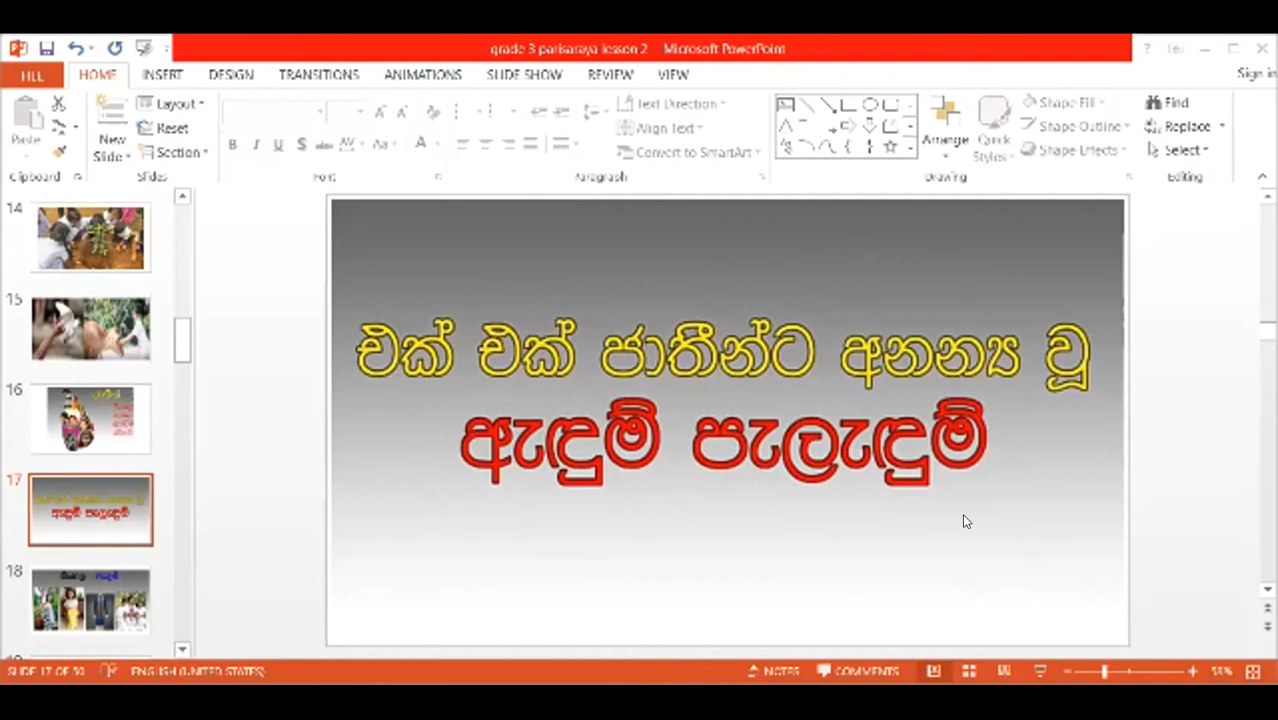 grade 3 parisaraya lesson 2 - Microsoft PowerPoint
FILE HOME INSERT DESIGN TRANSITIONS ANIMATIONS SLIDE SHOW REVIEW VIEW Sign in
Paste
Clipboard
New Slide
Layout
Reset
Section
Slides
Font
Text Direction
Align Text
Convert to SmartArt
Paragraph
Arrange
Quick Styles
Shape Fill
Shape Outline
Shape Effects
Drawing
Find
Replace
Select
Editing
14
15
16
17
ඇඳුම් පැලැඳුම්
18
එක් එක් ජාතීන්ට අනන්‍ය වූ
ඇඳුම් පැලැඳුම්
SLIDE 17 OF 50 ENGLISH (UNITED STATES) NOTES COMMENTS 58%